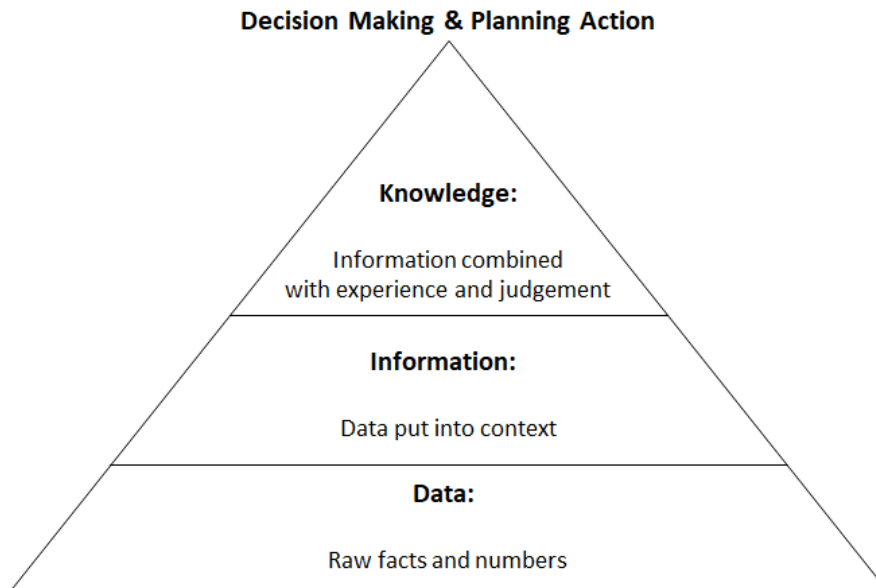 Decision Making & Planning Action
Knowledge:
Information combined
with experience and judgement
Information:
Data put into context
Data:
Raw facts and numbers